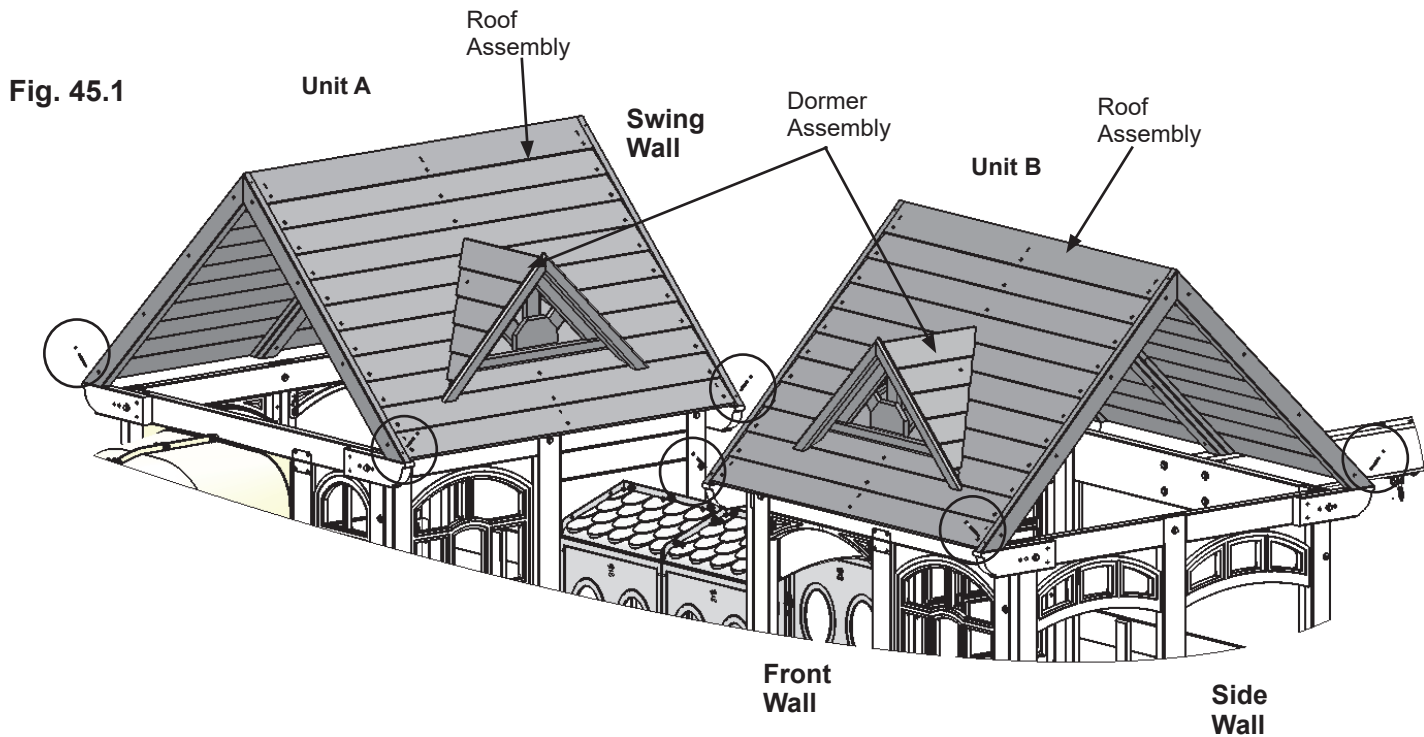 Fig. 45.1
Unit A
Roof
Assembly
Swing
Wall
Dormer
Assembly
Unit B
Roof
Assembly
Front
Wall
Side
Wall